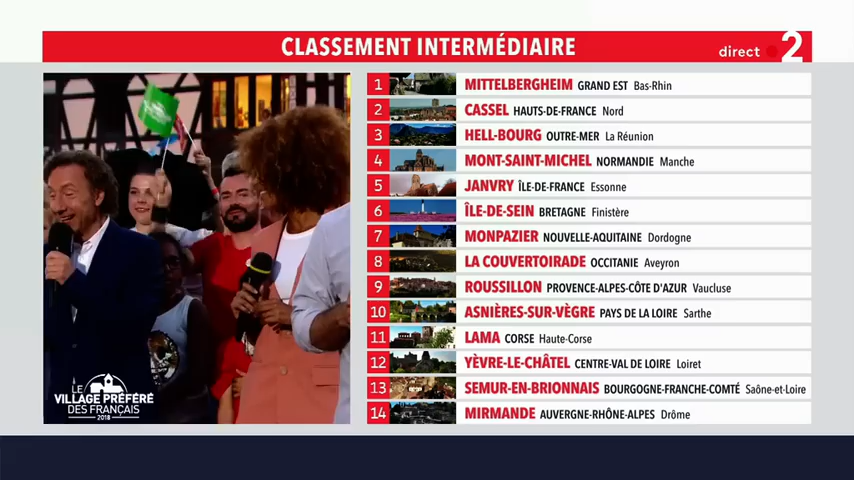 CLASSEMENT INTERMÉDIAIRE
direct 2
1 MITTELBERGHEIM GRAND EST Bas-Rhin
2 CASSEL HAUTS-DE-FRANCE Nord
3 HELL-BOURG OUTRE-MER La Réunion
4 MONT-SAINT-MICHEL NORMANDIE Manche
5 JANVRY ÎLE-DE-FRANCE Essonne
6 ÎLE-DE-SEIN BRETAGNE Finistère
7 MONPAZIER NOUVELLE-AQUITAINE Dordogne
8 LA COUVERTOIRADE OCCITANIE Aveyron
9 ROUSSILLON PROVENCE-ALPES-CÔTE D'AZUR Vaucluse
10 ASNIÈRES-SUR-VÈGRE PAYS DE LA LOIRE Sarthe
11 LAMA CORSE Haute-Corse
12 YÈVRE-LE-CHÂTEL CENTRE-VAL DE LOIRE Loiret
13 SEMUR-EN-BRIONNAIS BOURGOGNE-FRANCHE-COMTÉ Saône-et-Loire
14 MIRMANDE AUVERGNE-RHÔNE-ALPES Drôme
LE
VILLAGE PRÉFÉRÉ
DES FRANÇAIS
2018